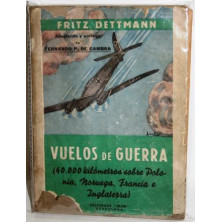 FRITZ DETTMANN
FERNANDO M. DE CAMBRA
VUELOS DE GUERRA
(40.000 kilómetros sobre Polo-
nia, Noruega, Francia e
Inglaterra)